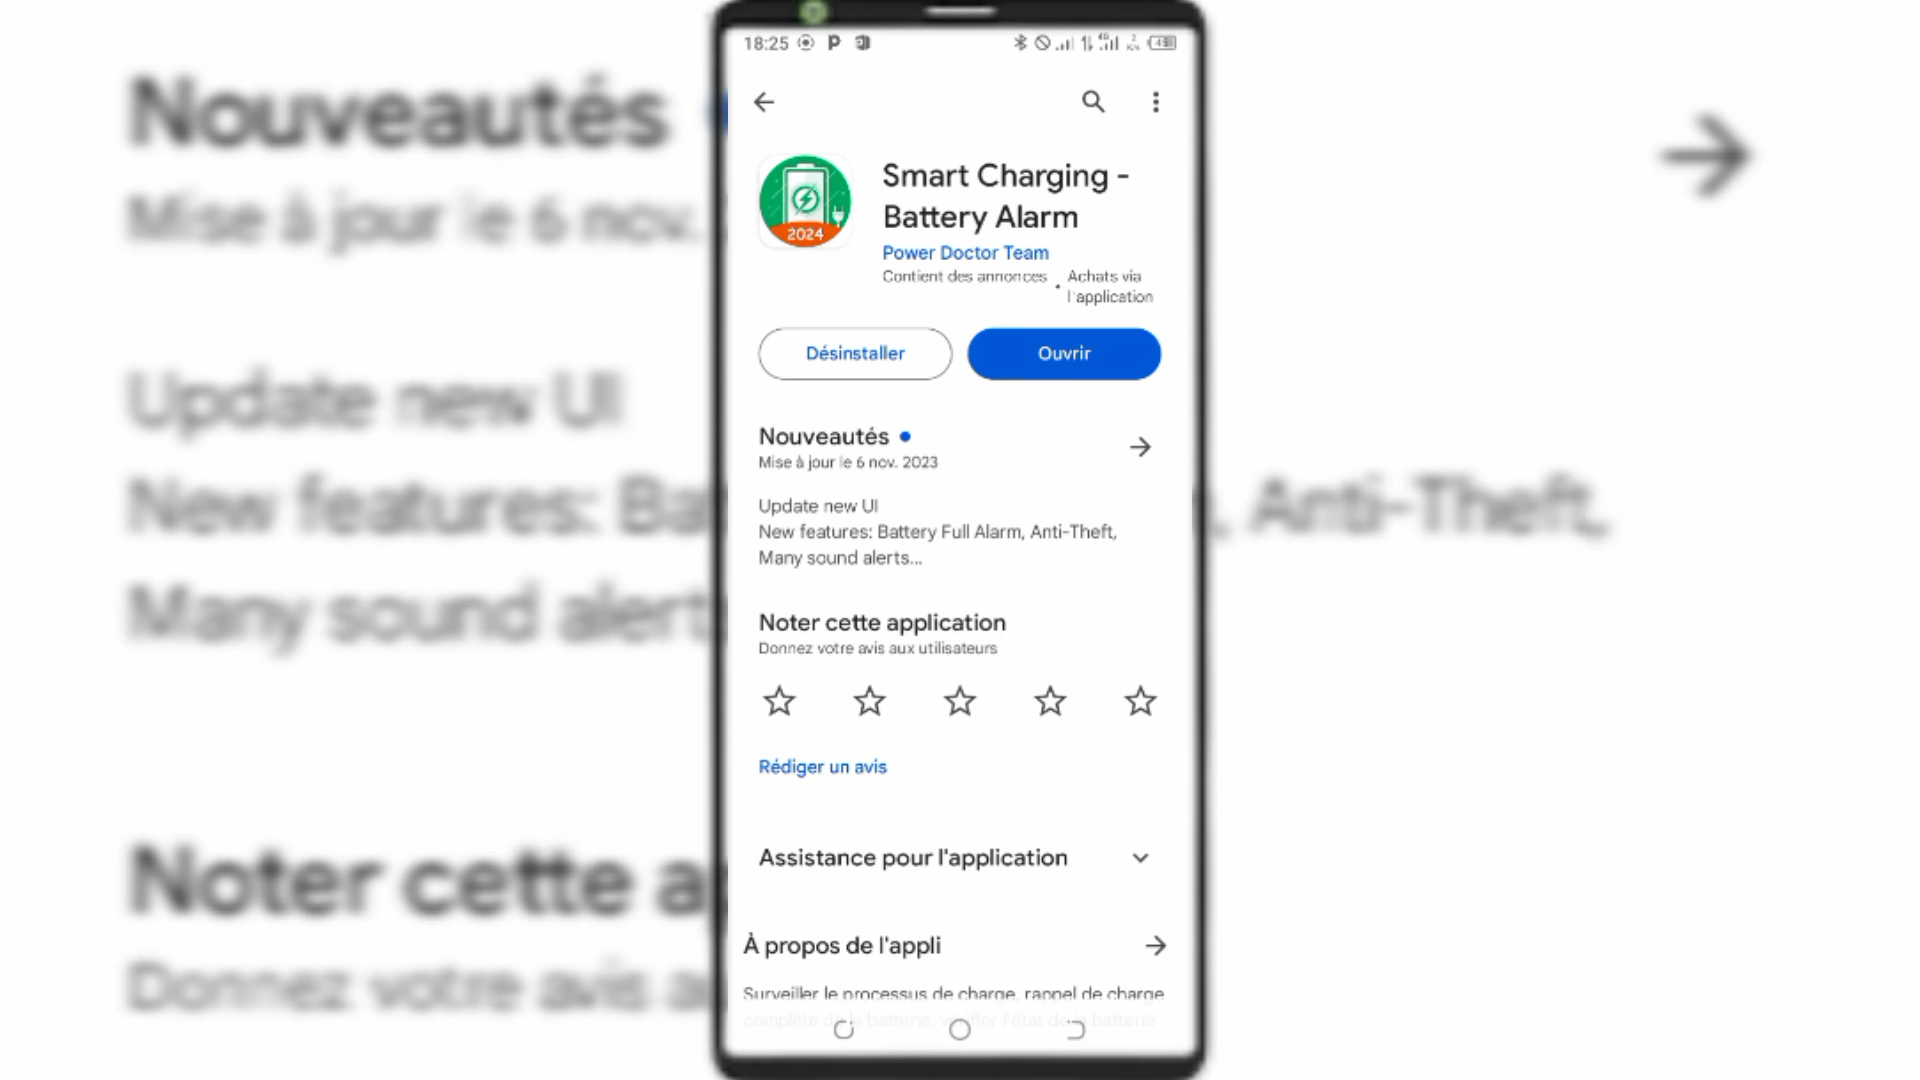 18:25
Smart Charging -
Battery Alarm
2024
Power Doctor Team
Contient des annonces • Achats via
l'application
Désinstaller
Ouvrir
Nouveautés
Mise à jour le 6 nov. 2023
Update new UI
New features: Battery Full Alarm, Anti-Theft,
Many sound alerts...
Noter cette application
Donnez votre avis aux utilisateurs
Rédiger un avis
Assistance pour l'application
À propos de l'appli
Surveiller le processus de charge, rappel de charge
complète de la batterie, vérifier l'état de la batterie
Nouveautés
Mise à jour le 6 nov.
Update new UI
New features: Ba
, Anti-Theft,
Many sound alert
Noter cette a
Donnez votre avis a